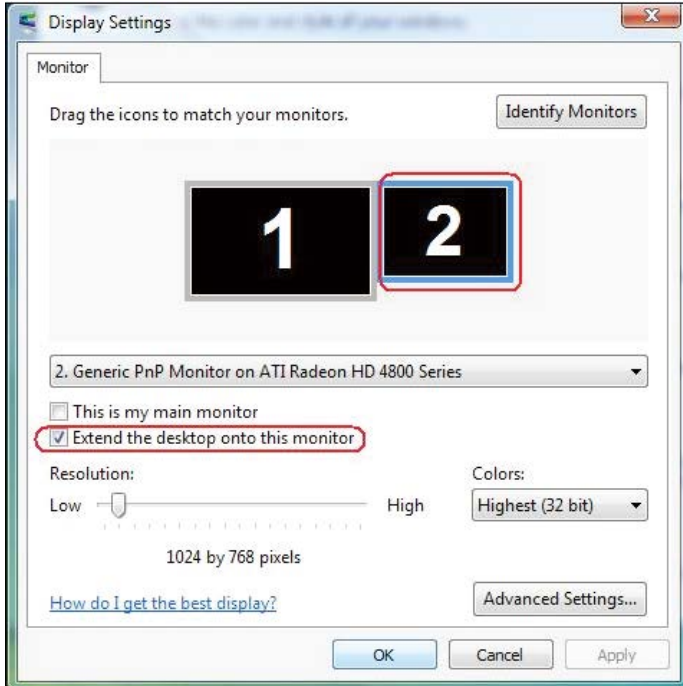 Display Settings
Monitor
Drag the icons to match your monitors.
Identify Monitors
1
2
2. Generic PnP Monitor on ATI Radeon HD 4800 Series
This is my main monitor
Extend the desktop onto this monitor
Resolution:
Colors:
Low
High
Highest (32 bit)
1024 by 768 pixels
How do I get the best display?
Advanced Settings...
OK
Cancel
Apply